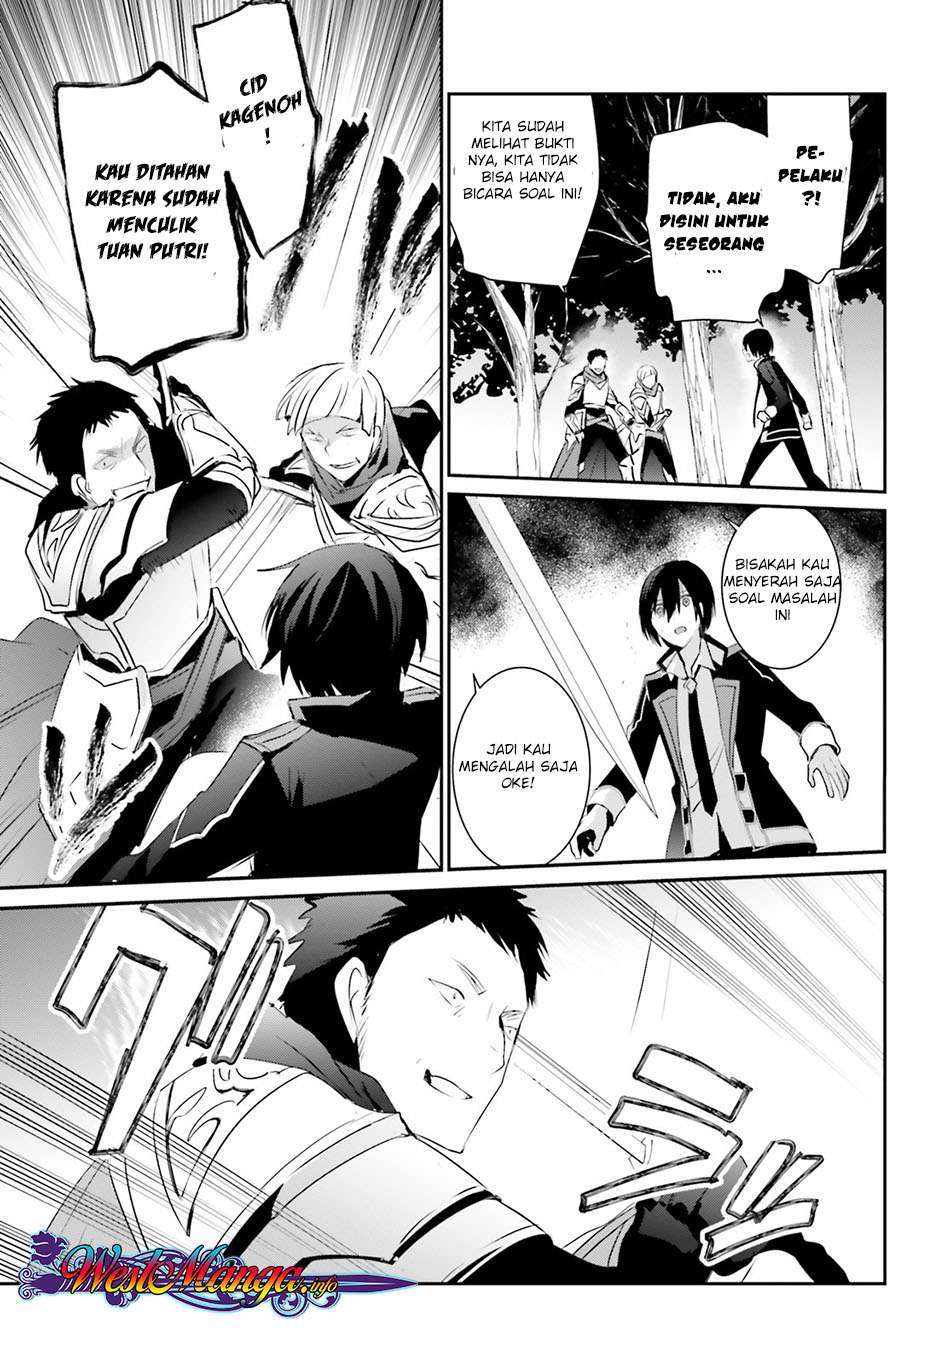 PE-
PELAKU
?!
TIDAK, AKU
DISINI UNTUK
SESEORANG
...
KITA SUDAH
MELIHAT BUKTI
NYA, KITA TIDAK
BISA HANYA
BICARA SOAL INI!
BISAKAH KAU
MENYERAH SAJA
SOAL MASALAH
INI
JADI KAU
MENGALAH SAJA
OKE!
CID
KAGENOH
!
KAU DITAHAN
KARENA SUDAH
MENCULIK
TUAN PUTRI!
グッ
WestManga.info